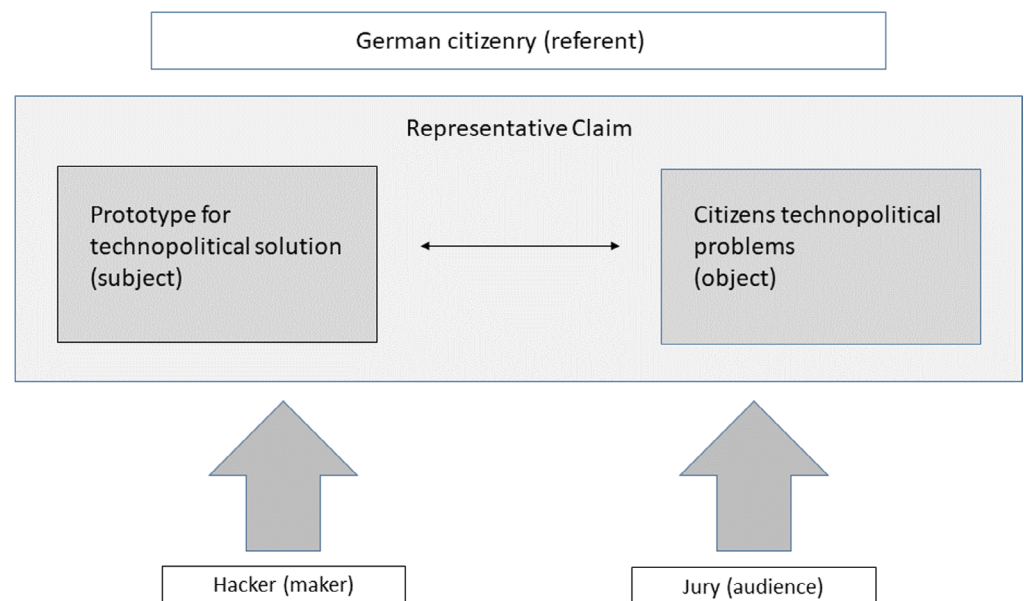 German citizenry (referent)
Representative Claim
Prototype for
technopolitical solution
(subject)
Citizens technopolitical
problems
(object)
Hacker (maker)
Jury (audience)